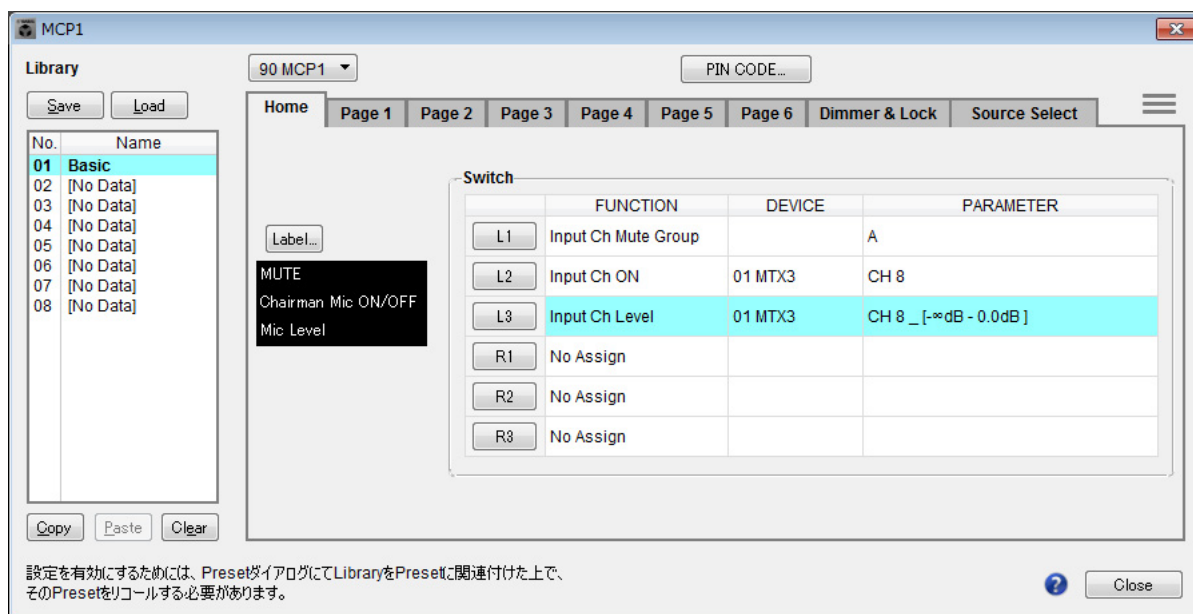 MCP1
Library
90 MCP1
PIN CODE...
Save Load
Home Page 1 Page 2 Page 3 Page 4 Page 5 Page 6 Dimmer & Lock Source Select
No. Name
01 Basic
02 [No Data]
03 [No Data]
04 [No Data]
05 [No Data]
06 [No Data]
07 [No Data]
08 [No Data]
Label...
MUTE
Chairman Mic ON/OFF
Mic Level
Switch
FUNCTION DEVICE PARAMETER
L1 Input Ch Mute Group A
L2 Input Ch ON 01 MTX3 CH 8
L3 Input Ch Level 01 MTX3 CH 8 _ [-∞dB - 0.0dB ]
R1 No Assign
R2 No Assign
R3 No Assign
Copy Paste Clear
設定を有効にするためには、PresetダイアログにてLibraryをPresetに関連付けた上で、
そのPresetをリコールする必要があります。
? Close